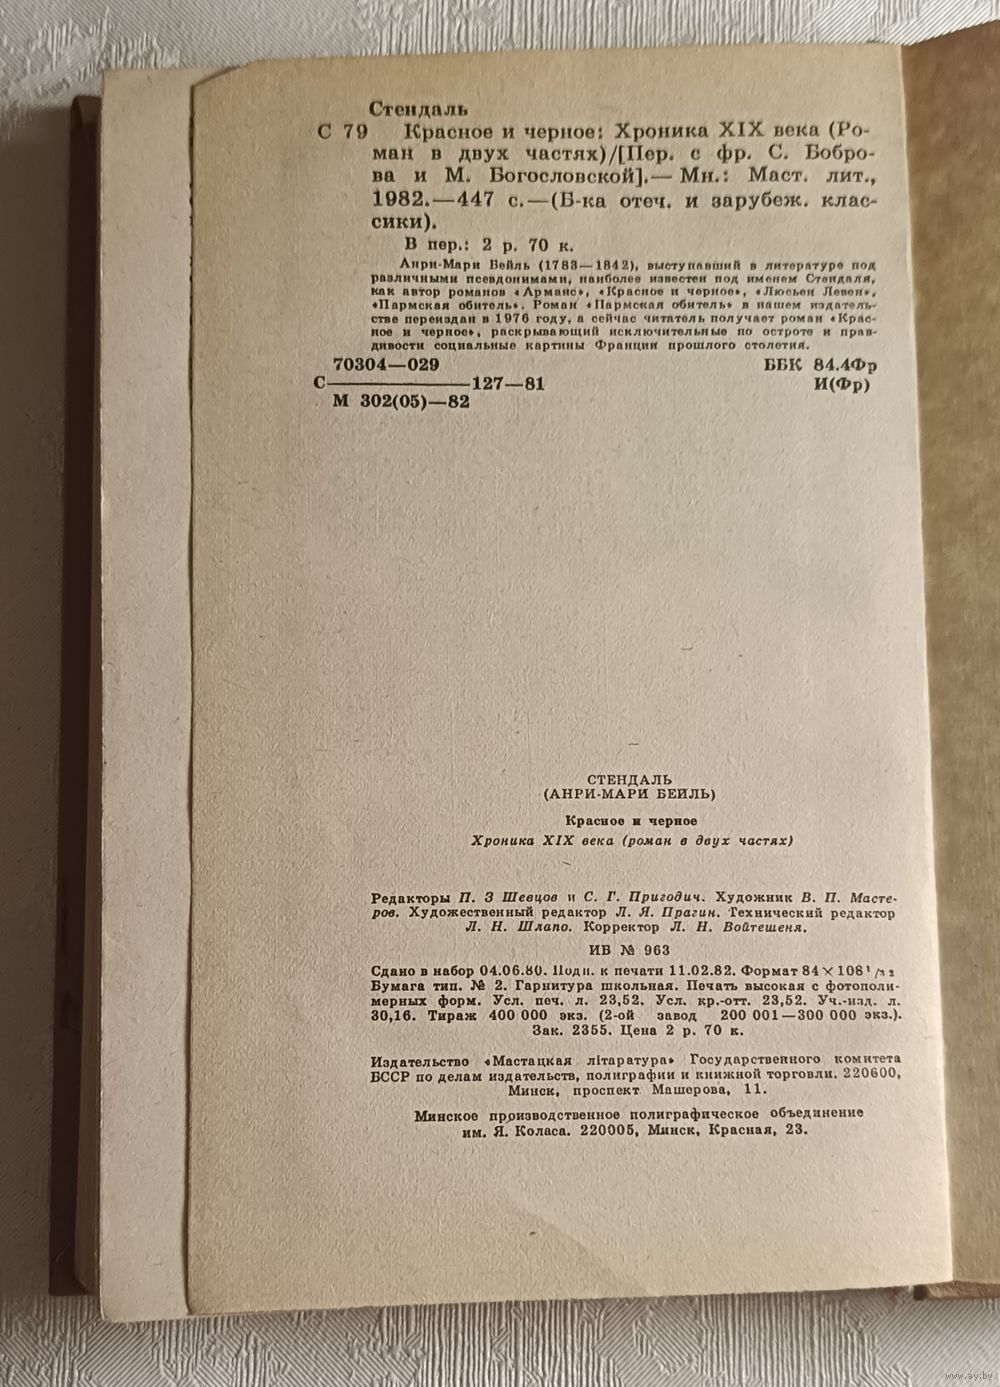 Стендаль
С 79 Красное и черное: Хроника XIX века (Ро-
ман в двух частях)/[Пер. с фр. С. Бобро-
ва и М. Богословской].— Мн.: Маст. лит.,
1982.—447 с.—(Б-ка отеч. и зарубеж. клас-
сики).
В пер.: 2 р. 70 к.
Анри-Мари Бейль (1783—1842), выступавший в литературе под
различными псевдонимами, наиболее известен под именем Стендаля,
как автор романов «Арманс», «Красное и черное», «Люсьен Левен»,
«Пармская обитель». Роман «Пармская обитель» в нашем издатель-
стве переиздан в 1976 году, а сейчас читатель получает роман «Крас-
ное и черное», раскрывающий исключительные по остроте и прав-
дивости социальные картины Франции прошлого столетия.
70304—029 ББК 84.4Фр
С————127—81 И(Фр)
М 302(05)—82
СТЕНДАЛЬ
(АНРИ-МАРИ БЕЙЛЬ)
Красное и черное
Хроника XIX века (роман в двух частях)
Редакторы П. З Шевцов и С. Г. Пригодич. Художник В. П. Масте-
ров. Художественный редактор Л. Я. Прагин. Технический редактор
Л. Н. Шлапо. Корректор Л. Н. Войтешеня.
ИВ № 963
Сдано в набор 04.06.80. Подп. к печати 11.02.82. Формат 84×108¹/₃₂
Бумага тип. № 2. Гарнитура школьная. Печать высокая с фотополи-
мерных форм. Усл. печ. л. 23,52. Усл. кр.-отт. 23,52. Уч.-изд. л.
30,16. Тираж 400 000 экз. (2-ой завод 200 001—300 000 экз.).
Зак. 2355. Цена 2 р. 70 к.
Издательство «Мастацкая літаратура» Государственного комитета
БССР по делам издательств, полиграфии и книжной торговли. 220600,
Минск, проспект Машерова, 11.
Минское производственное полиграфическое объединение
им. Я. Коласа. 220005, Минск, Красная, 23.
www.ay.by